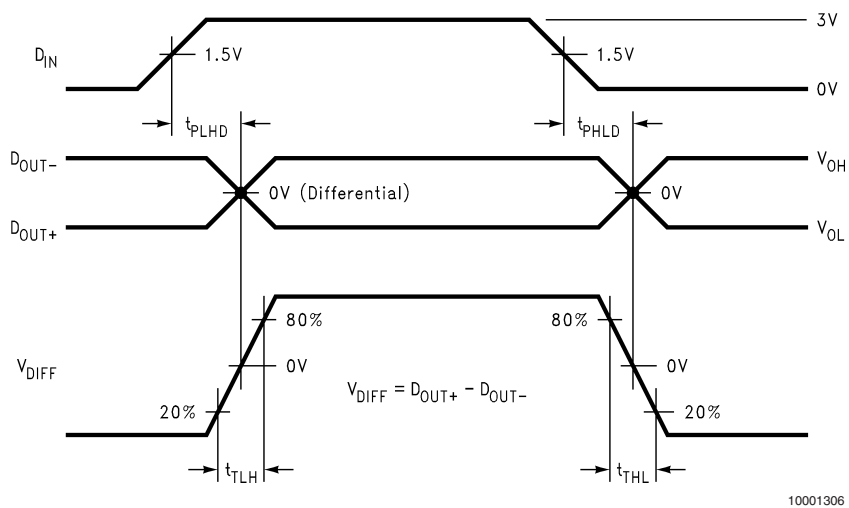 3V
D_IN
1.5V
1.5V
0V
t_PLHD
t_PHLD
D_OUT-
V_OH
0V (Differential)
0V
D_OUT+
V_OL
80%
80%
V_DIFF
0V
0V
V_DIFF = D_OUT+ - D_OUT-
20%
20%
t_TLH
t_THL
10001306